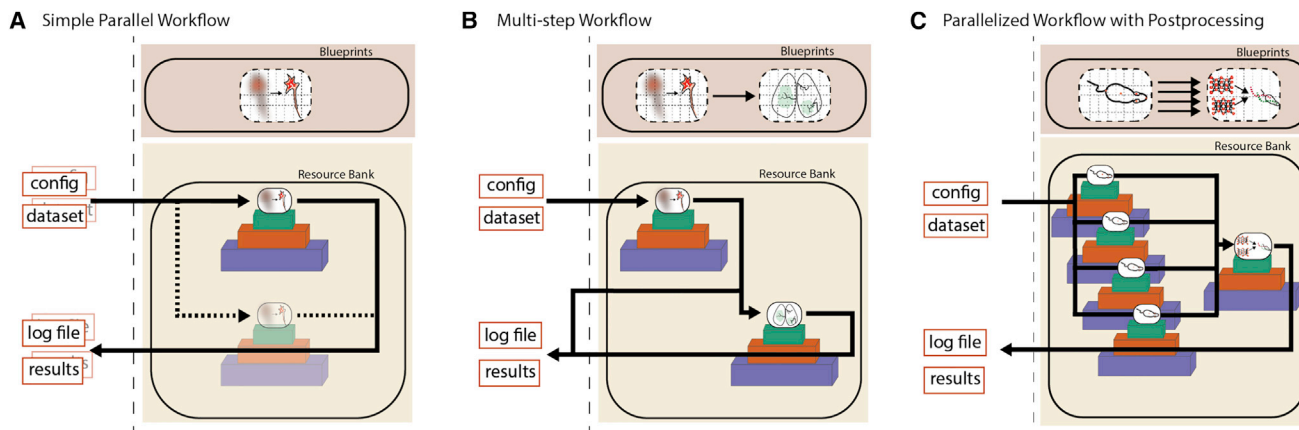 A Simple Parallel Workflow
Blueprints
Resource Bank
config
dataset
log file
results
B Multi-step Workflow
Blueprints
Resource Bank
config
dataset
log file
results
C Parallelized Workflow with Postprocessing
Blueprints
Resource Bank
config
dataset
log file
results